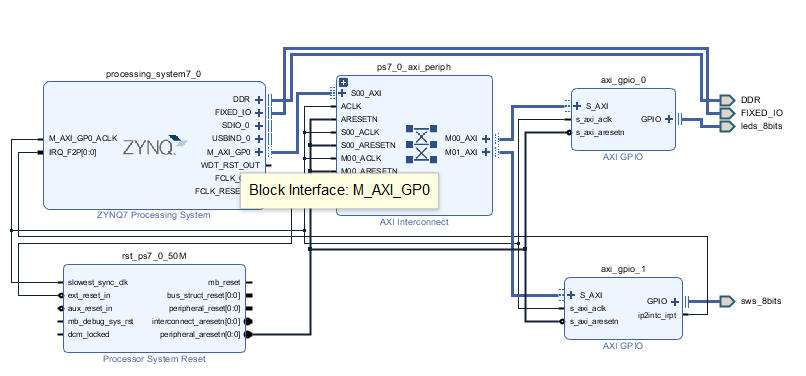 processing_system7_0
DDR
FIXED_IO
SDIO_0
USBIND_0
M_AXI_GP0
WDT_RST_OUT
FCLK_
FCLK_RESE
M_AXI_GP0_ACLK
IRQ_F2P[0:0]
ZYNQ
ZYNQ7 Processing System
ps7_0_axi_periph
S00_AXI
ACLK
ARESETN
S00_ACLK
S00_ARESETN
M00_ACLK
M00_ARESETN
M00_AXI
M01_AXI
AXI Interconnect
Block Interface: M_AXI_GP0
axi_gpio_0
S_AXI
s_axi_aclk
s_axi_aresetn
GPIO
AXI GPIO
DDR
FIXED_IO
leds_8bits
rst_ps7_0_50M
slowest_sync_clk
ext_reset_in
aux_reset_in
mb_debug_sys_rst
dcm_locked
mb_reset
bus_struct_reset[0:0]
peripheral_reset[0:0]
interconnect_aresetn[0:0]
peripheral_aresetn[0:0]
Processor System Reset
axi_gpio_1
S_AXI
s_axi_aclk
s_axi_aresetn
GPIO
ip2intc_irpt
AXI GPIO
sws_8bits